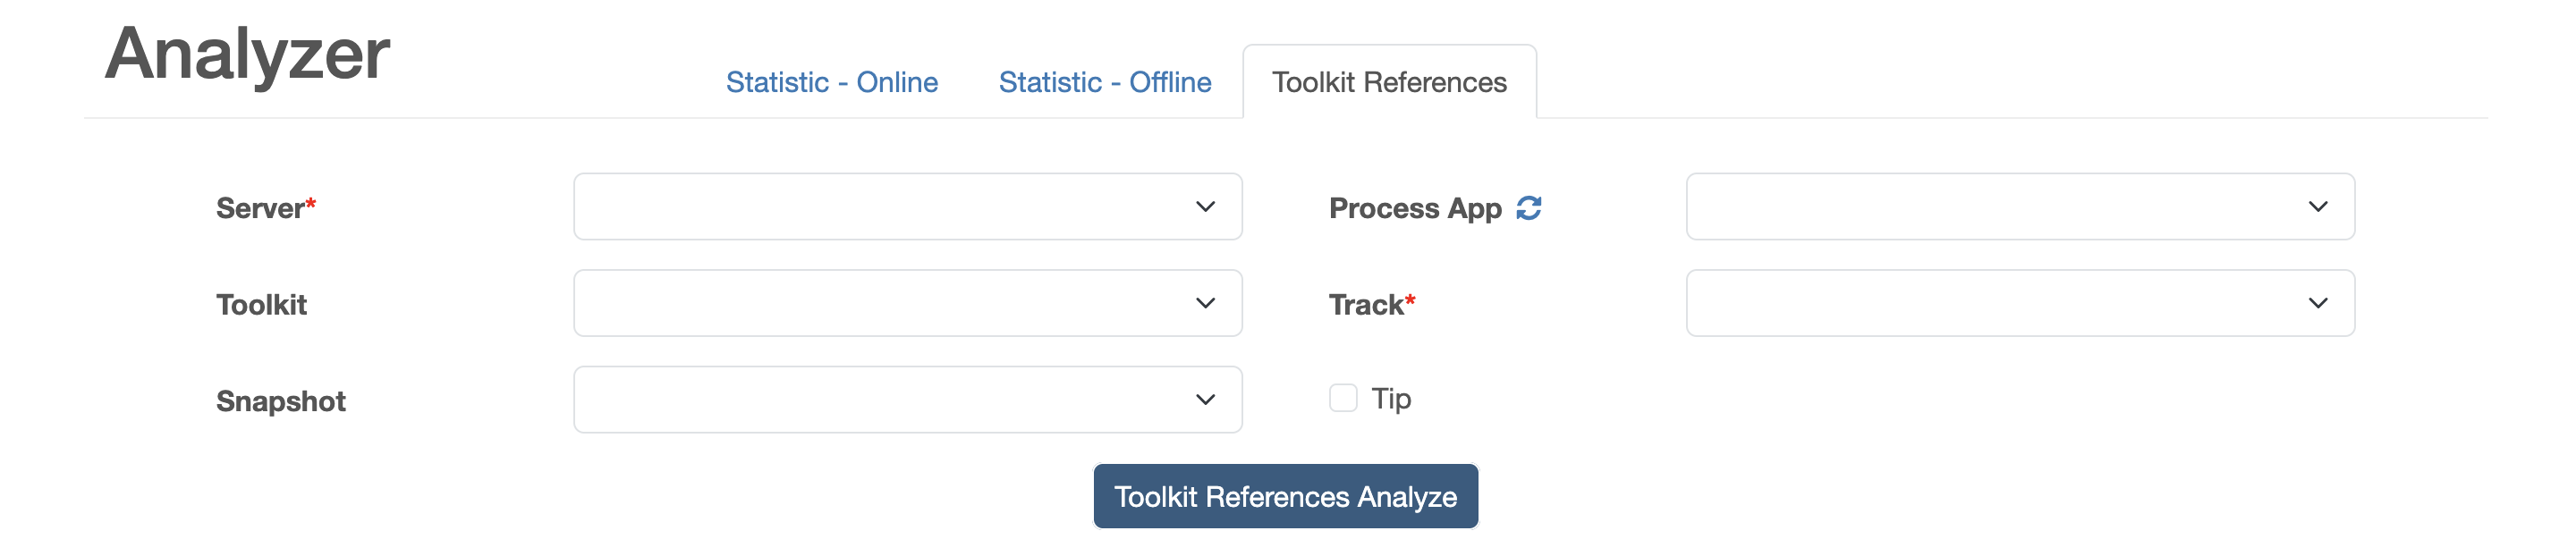 Analyzer
Statistic - Online
Statistic - Offline
Toolkit References
Server*
Process App
Toolkit
Track*
Snapshot
Tip
Toolkit References Analyze